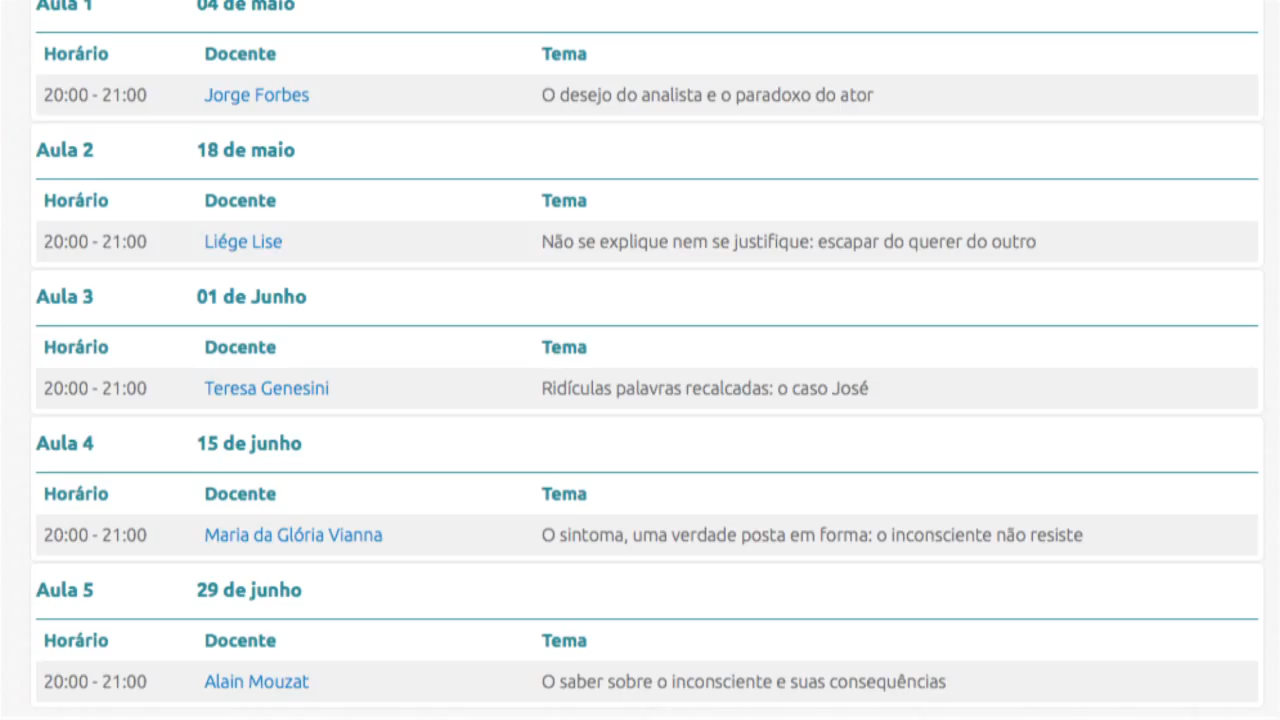 Aula 1 04 de maio
Horário Docente Tema
20:00 - 21:00 Jorge Forbes O desejo do analista e o paradoxo do ator
Aula 2 18 de maio
Horário Docente Tema
20:00 - 21:00 Liége Lise Não se explique nem se justifique: escapar do querer do outro
Aula 3 01 de Junho
Horário Docente Tema
20:00 - 21:00 Teresa Genesini Ridículas palavras recalcadas: o caso José
Aula 4 15 de junho
Horário Docente Tema
20:00 - 21:00 Maria da Glória Vianna O sintoma, uma verdade posta em forma: o inconsciente não resiste
Aula 5 29 de junho
Horário Docente Tema
20:00 - 21:00 Alain Mouzat O saber sobre o inconsciente e suas consequências